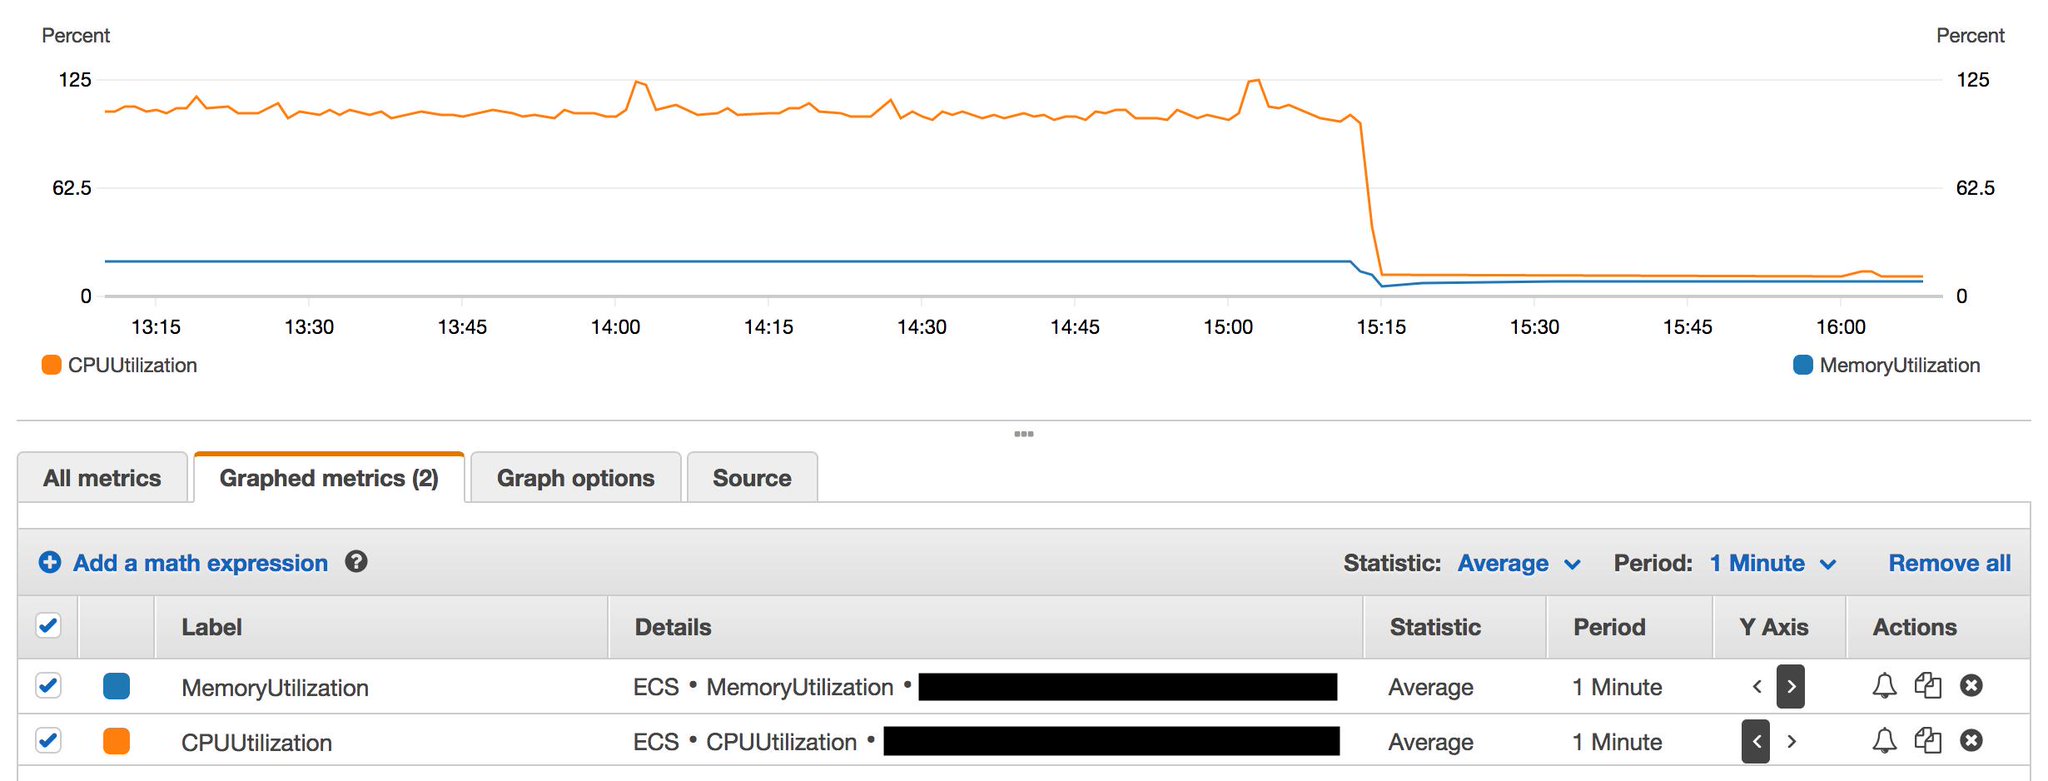 Percent Percent
125 125
62.5 62.5
0 0
13:15 13:30 13:45 14:00 14:15 14:30 14:45 15:00 15:15 15:30 15:45 16:00
CPUUtilization MemoryUtilization
All metrics Graphed metrics (2) Graph options Source
Add a math expression ? Statistic: Average Period: 1 Minute Remove all
Label Details Statistic Period Y Axis Actions
MemoryUtilization ECS • MemoryUtilization • Average 1 Minute < >
CPUUtilization ECS • CPUUtilization • Average 1 Minute < >